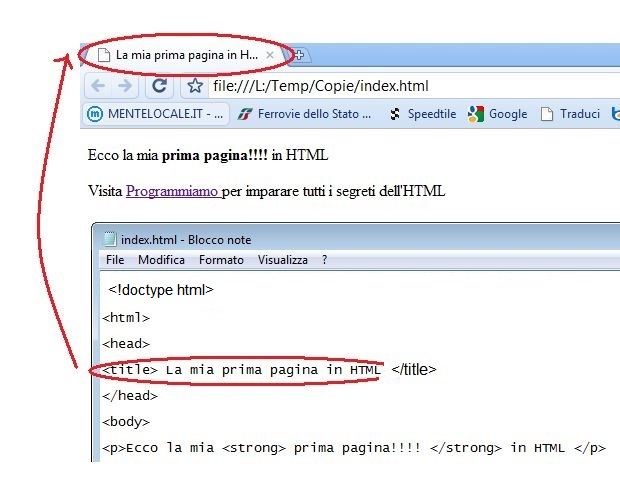 La mia prima pagina in H...
file:///L:/Temp/Copie/index.html
MENTELOCALE.IT - ... Ferrovie dello Stato ... Speedtile Google Traduci
Ecco la mia prima pagina!!!! in HTML
Visita Programmiamo per imparare tutti i segreti dell'HTML
index.html - Blocco note
File Modifica Formato Visualizza ?
<!doctype html>
<html>
<head>
<title> La mia prima pagina in HTML </title>
</head>
<body>
<p>Ecco la mia <strong> prima pagina!!!! </strong> in HTML </p>